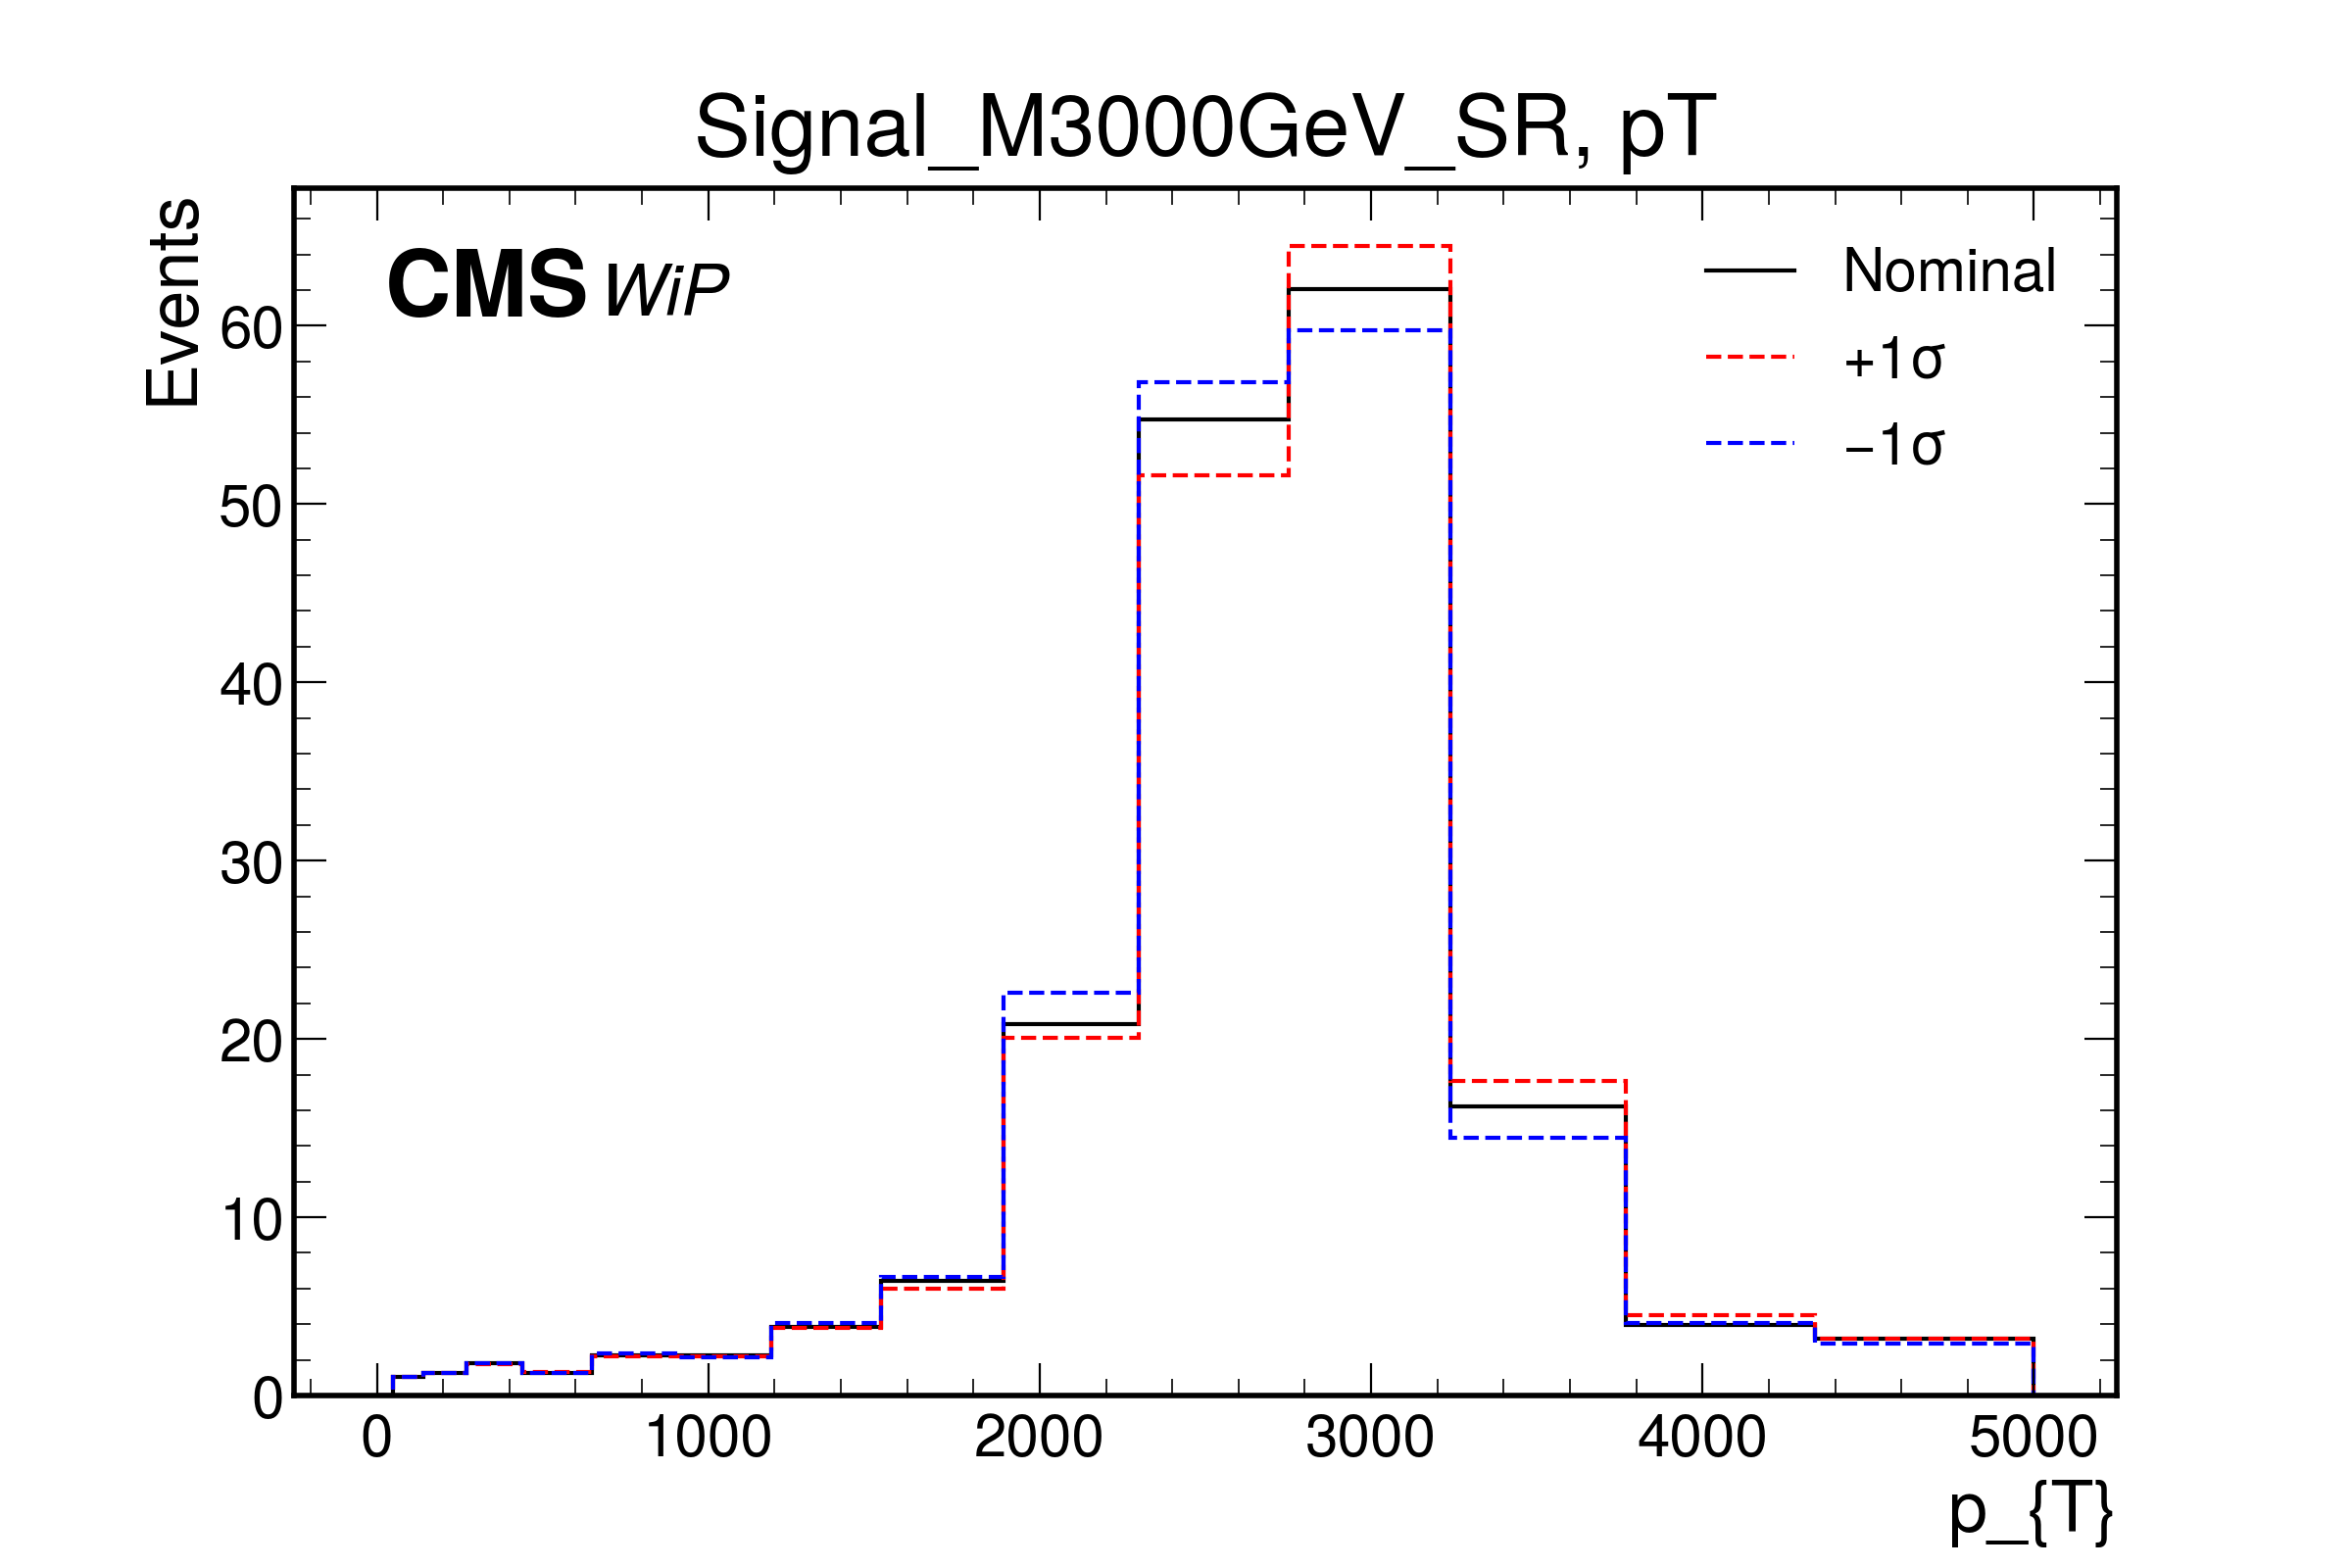 Signal_M3000GeV_SR, pT
Events
CMS WiP
Nominal
+1σ
−1σ
60
50
40
30
20
10
0
0 1000 2000 3000 4000 5000
p_{T}